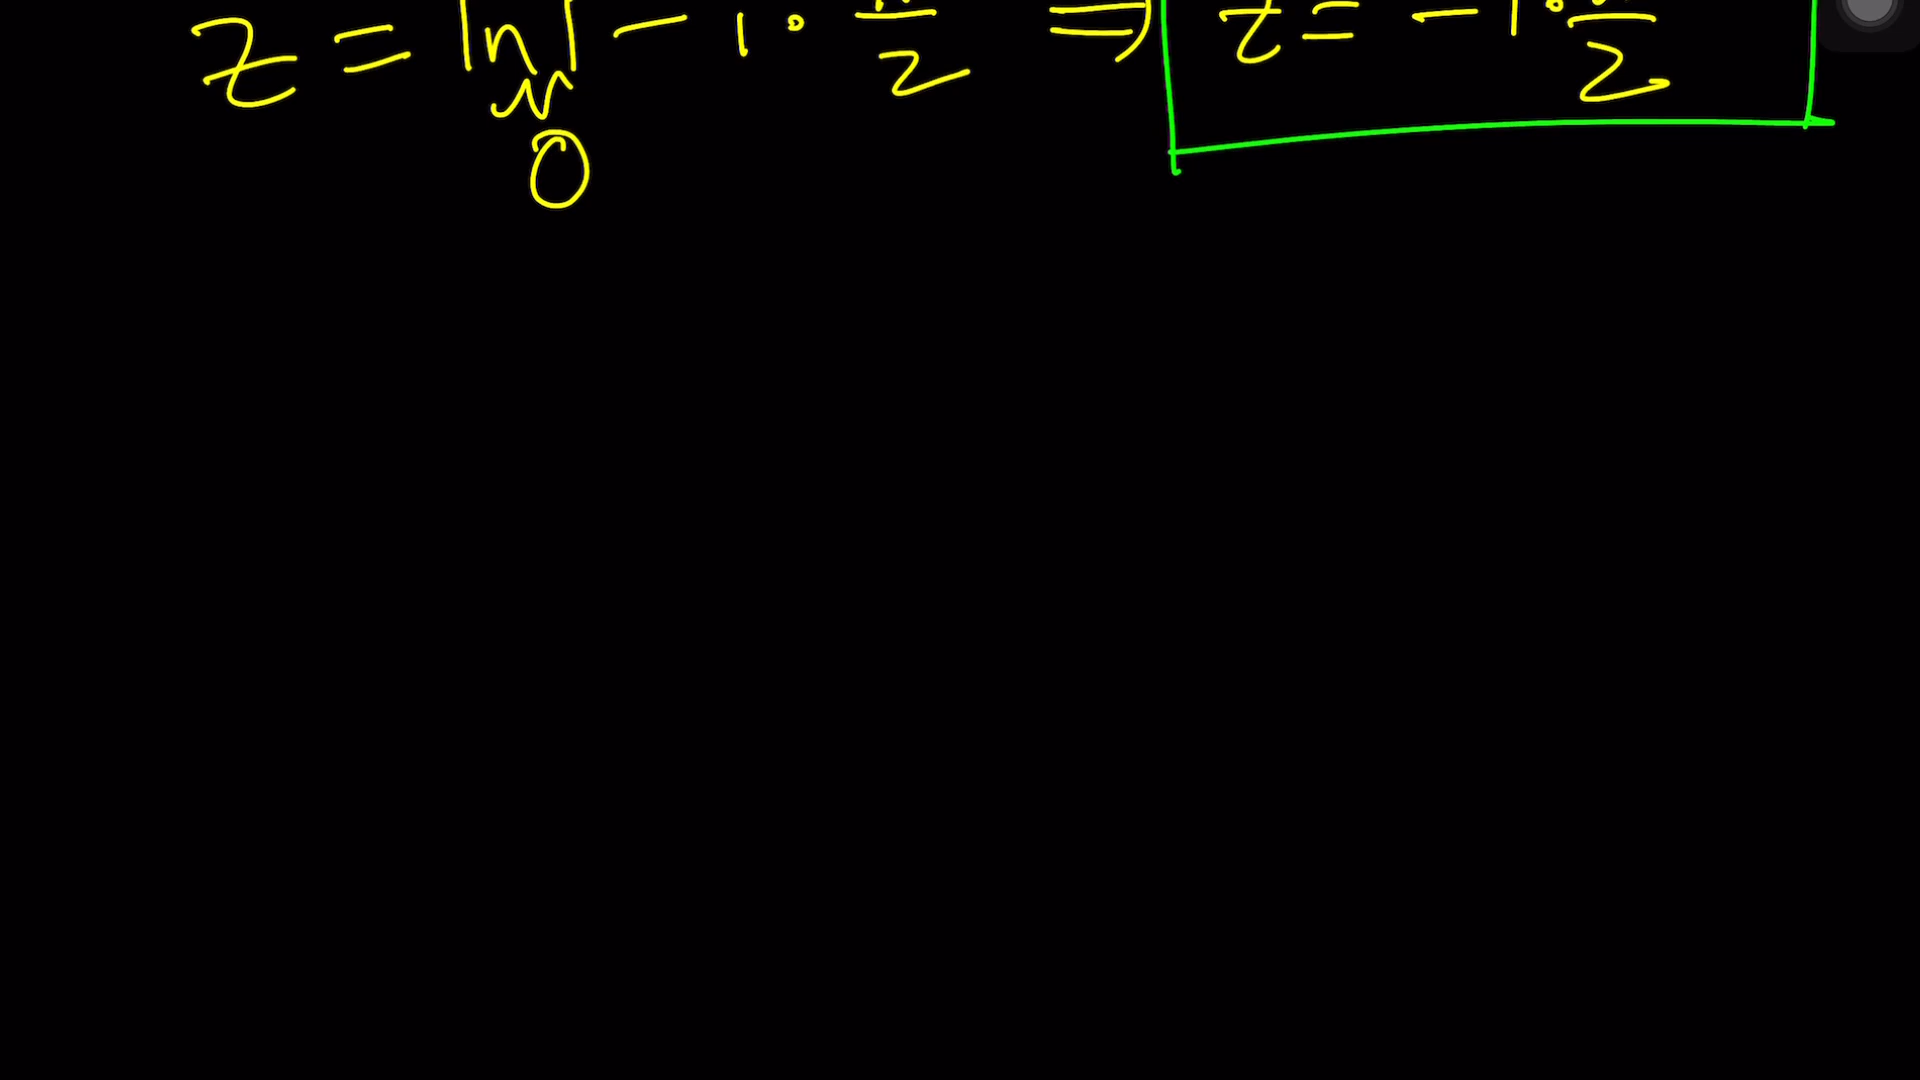 z = ln 1 - i · π/2 ⇒ z = - i · π/2
0